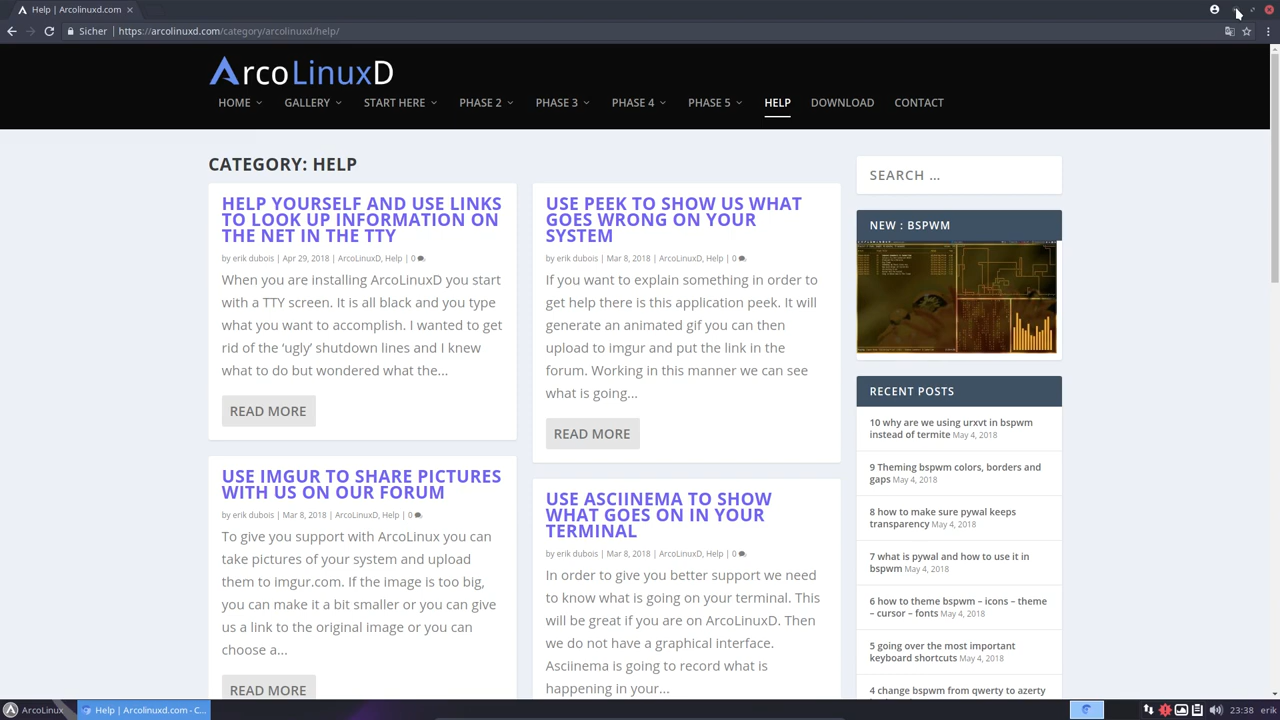 Help | Arcolinuxd.com
Sicher https://arcolinuxd.com/category/arcolinuxd/help/
ArcoLinuxD
HOME GALLERY START HERE PHASE 2 PHASE 3 PHASE 4 PHASE 5 HELP DOWNLOAD CONTACT
CATEGORY: HELP
HELP YOURSELF AND USE LINKS
TO LOOK UP INFORMATION ON
THE NET IN THE TTY
by erik dubois | Apr 29, 2018 | ArcoLinuxD, Help | 0
When you are installing ArcoLinuxD you start
with a TTY screen. It is all black and you type
what you want to accomplish. I wanted to get
rid of the ‘ugly’ shutdown lines and I knew
what to do but wondered what the...
READ MORE
USE IMGUR TO SHARE PICTURES
WITH US ON OUR FORUM
by erik dubois | Mar 8, 2018 | ArcoLinuxD, Help | 0
To give you support with ArcoLinux you can
take pictures of your system and upload
them to imgur.com. If the image is too big,
you can make it a bit smaller or you can give
us a link to the original image or you can
choose a...
READ MORE
USE PEEK TO SHOW US WHAT
GOES WRONG ON YOUR
SYSTEM
by erik dubois | Mar 8, 2018 | ArcoLinuxD, Help | 0
If you want to explain something in order to
get help there is this application peek. It will
generate an animated gif you can then
upload to imgur and put the link in the
forum. Working in this manner we can see
what is going...
READ MORE
USE ASCIINEMA TO SHOW
WHAT GOES ON IN YOUR
TERMINAL
by erik dubois | Mar 8, 2018 | ArcoLinuxD, Help | 0
In order to give you better support we need
to know what is going on your terminal. This
will be great if you are on ArcoLinuxD. Then
we do not have a graphical interface.
Asciinema is going to record what is
happening in your...
SEARCH ...
NEW : BSPWM
RECENT POSTS
10 why are we using urxvt in bspwm
instead of termite May 4, 2018
9 Theming bspwm colors, borders and
gaps May 4, 2018
8 how to make sure pywal keeps
transparency May 4, 2018
7 what is pywal and how to use it in
bspwm May 4, 2018
6 how to theme bspwm – icons – theme
– cursor – fonts May 4, 2018
5 going over the most important
keyboard shortcuts May 4, 2018
4 change bspwm from qwerty to azerty
ArcoLinux Help | Arcolinuxd.com - C... 23:38 erik